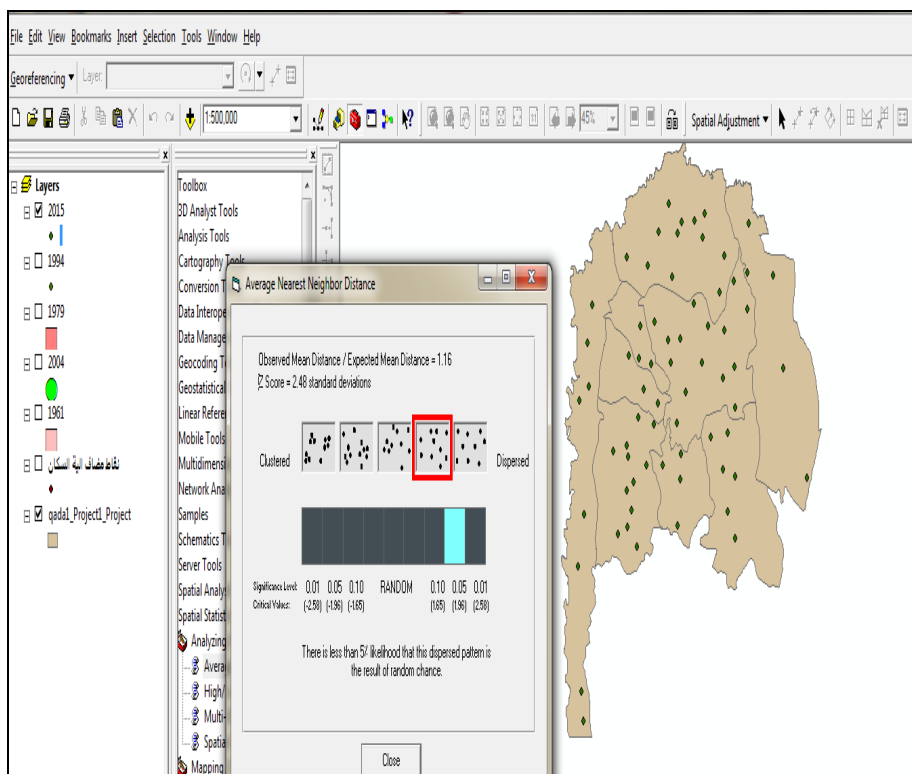 File Edit View Bookmarks Insert Selection Tools Window Help
Georeferencing Layer:
1:500,000 45% Spatial Adjustment
Layers
2015
1994
1979
2004
1961
نقاط مضاف الية السكان
qada1_Project1_Project
Toolbox
3D Analyst Tools
Analysis Tools
Cartography Tools
Conversion T
Data Interope
Data Manage
Geocoding T
Geostatistical
Linear Refere
Mobile Tools
Multidimensi
Network Ana
Samples
Schematics T
Server Tools
Spatial Analys
Spatial Statist
Analyzing
Avera
High/
Multi-
Spatia
Mapping
Average Nearest Neighbor Distance
Observed Mean Distance / Expected Mean Distance = 1.16
Z Score = 2.48 standard deviations
Clustered Dispersed
Significance Level: 0.01 0.05 0.10 RANDOM 0.10 0.05 0.01
Critical Values: (-2.58) (-1.96) (-1.65) (1.65) (1.96) (2.58)
There is less than 5% likelihood that this dispersed pattern is
the result of random chance.
Close